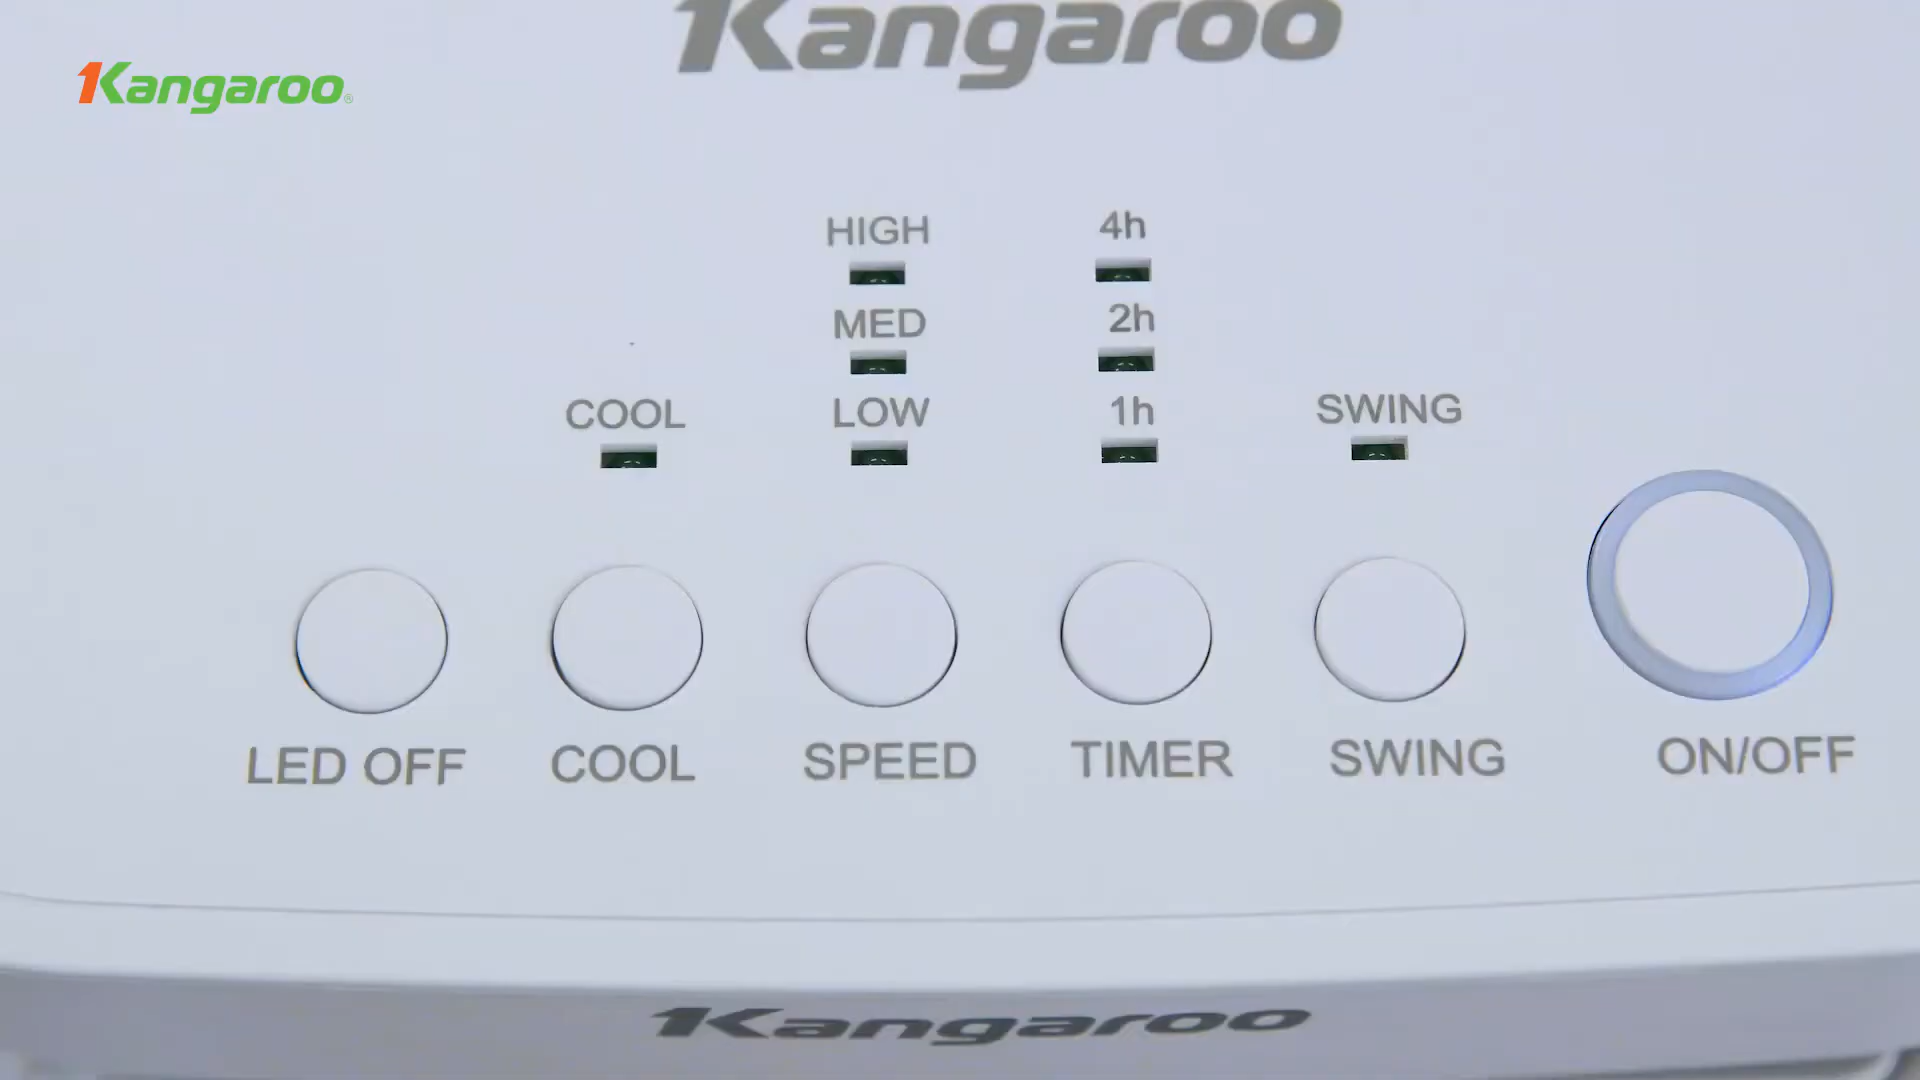 Kangaroo
Kangaroo®
HIGH
4h
MED
2h
COOL
LOW
1h
SWING
LED OFF
COOL
SPEED
TIMER
SWING
ON/OFF
Kangaroo